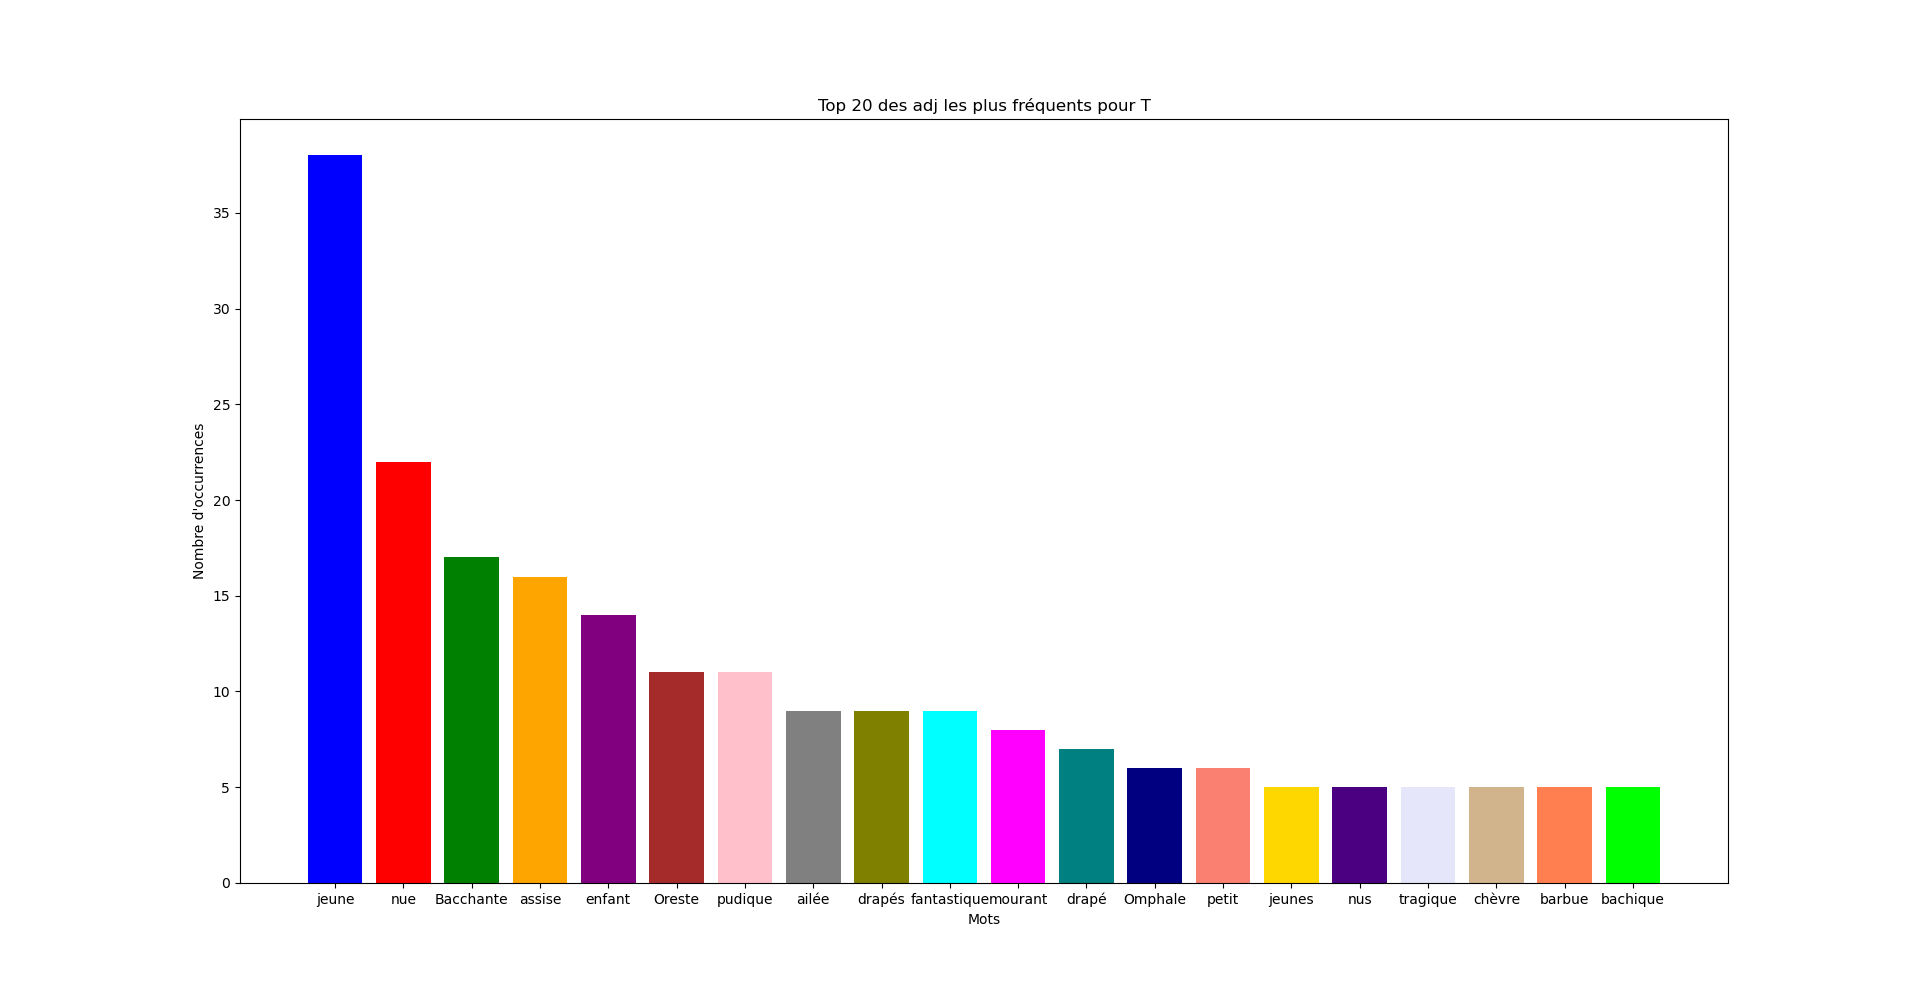 Top 20 des adj les plus fréquents pour T
Nombre d'occurrences
35
30
25
20
15
10
5
0
jeune nue Bacchante assise enfant Oreste pudique ailée drapés fantastique mourant drapé Omphale petit jeunes nus tragique chèvre barbue bachique
Mots